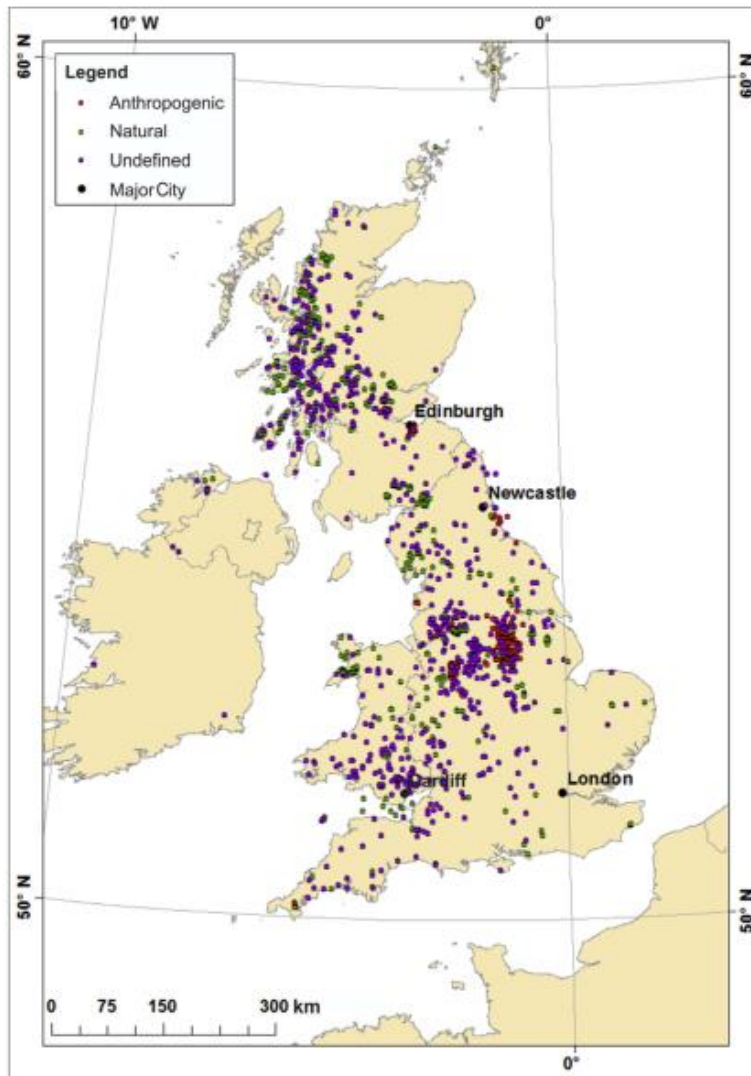 10° W
0°
60° N
60° N
Legend
Anthropogenic
Natural
Undefined
Major City
Edinburgh
Newcastle
Cardiff
London
50° N
50° N
0 75 150 300 km
0°